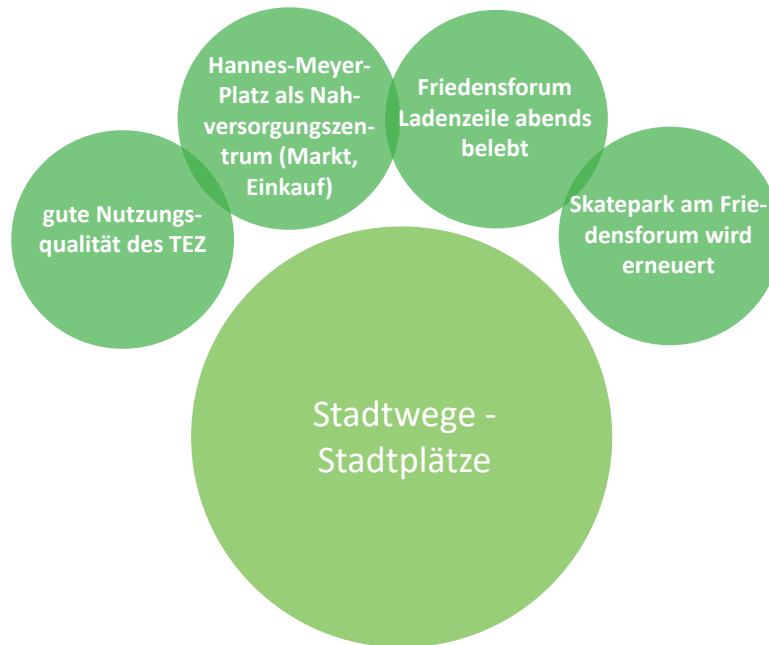 gute Nutzungs-
qualität des TEZ
Hannes-Meyer-
Platz als Nah-
versorgungszen-
trum (Markt,
Einkauf)
Friedensforum
Ladenzeile abends
belebt
Skatepark am Frie-
densforum wird
erneuert
Stadtwege -
Stadtplätze